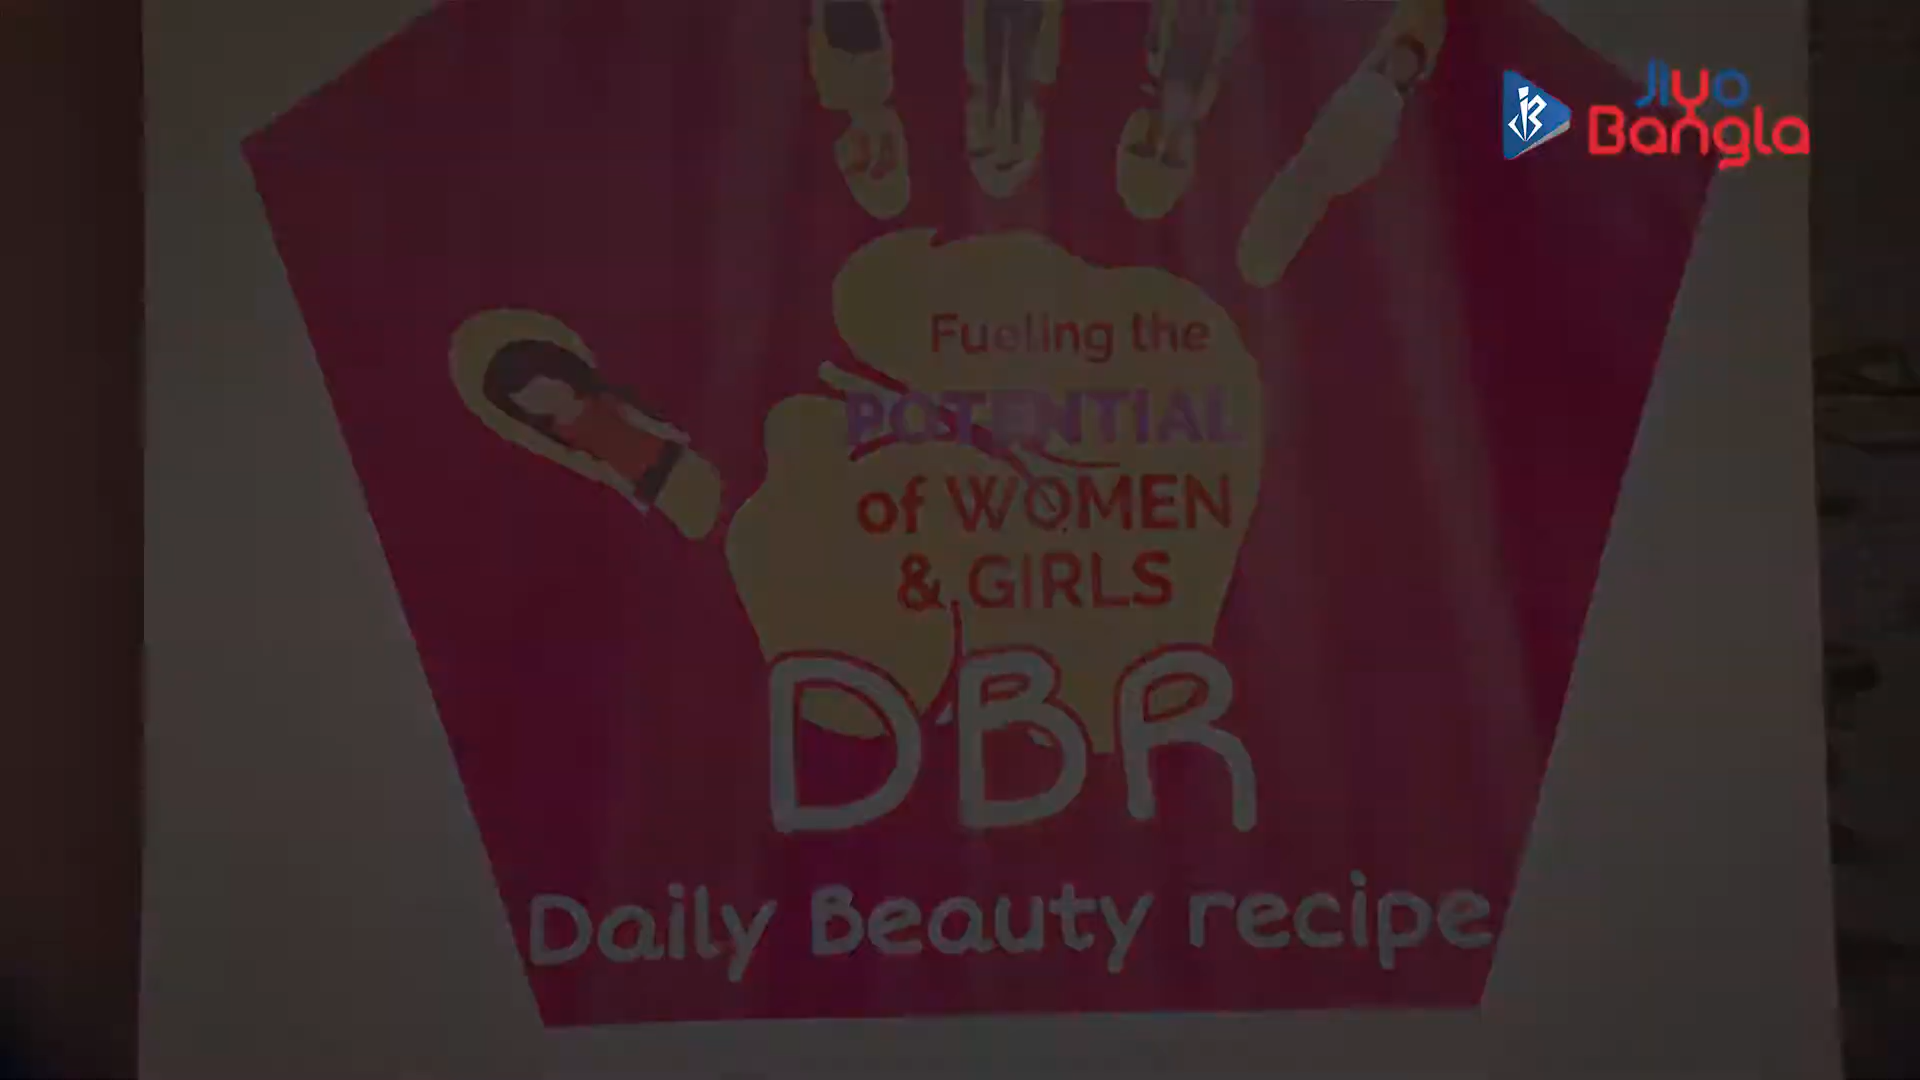 Jiyo
Bangla
Fueling the
POTENTIAL
of WOMEN
& GIRLS
DBR
Daily Beauty recipe